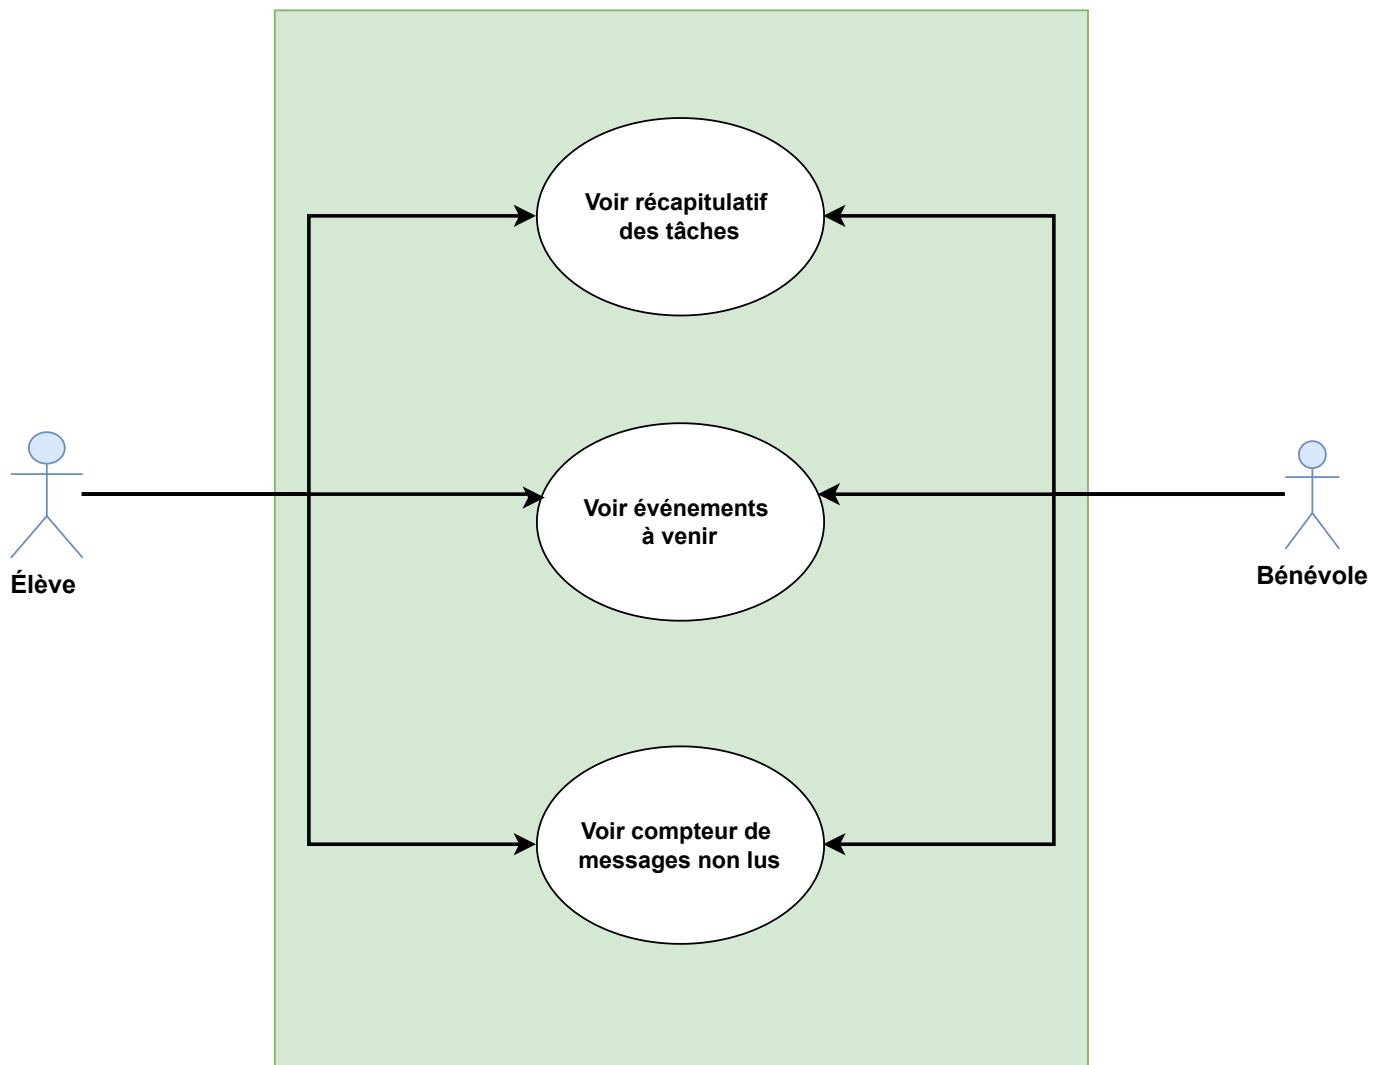 Voir récapitulatif
des tâches
Voir événements
à venir
Élève
Bénévole
Voir compteur de
messages non lus